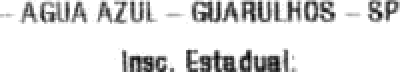 – AGUA AZUL – GUARULHOS – SP
Insc. Estadual: